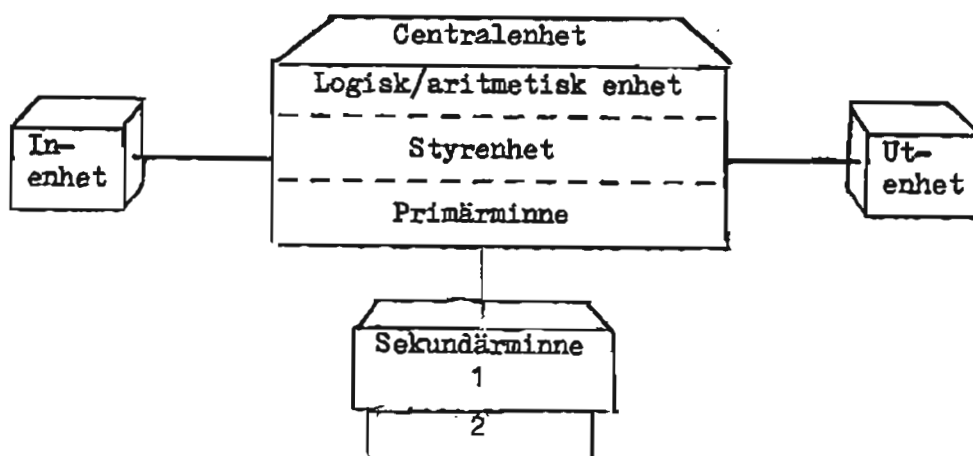 Centralenhet
Logisk/aritmetisk enhet
In-
enhet
Styrenhet
Ut-
enhet
Primärminne
Sekundärminne
1
2